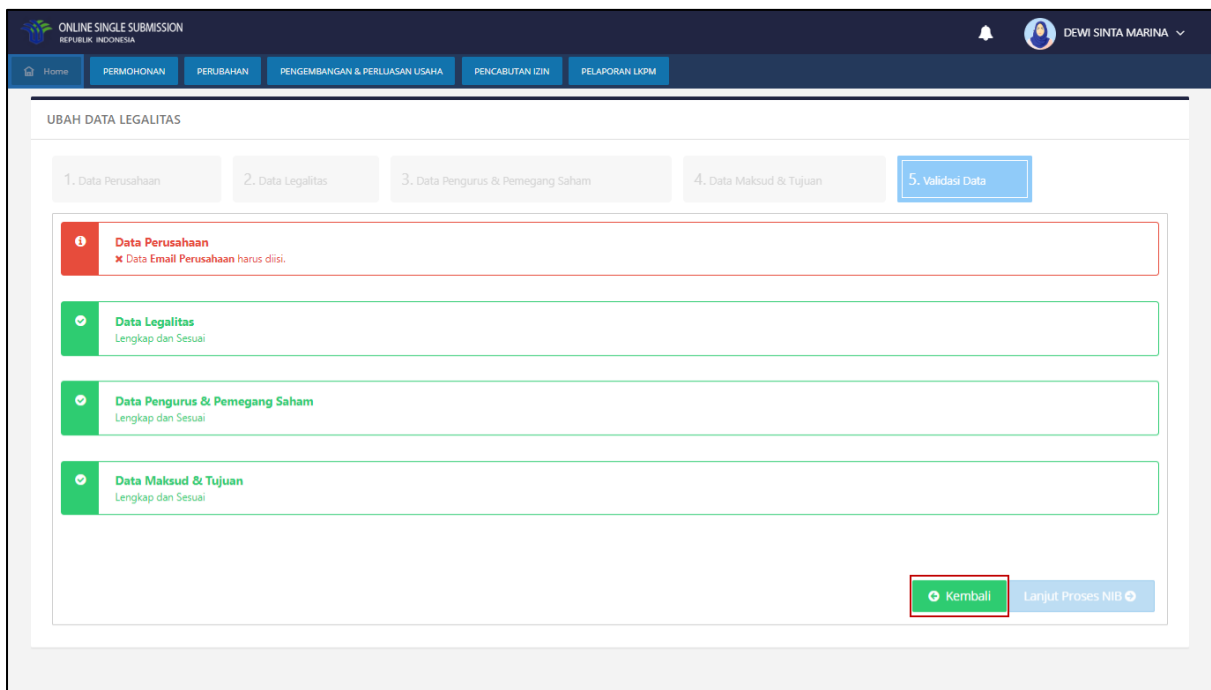 ONLINE SINGLE SUBMISSION
REPUBLIK INDONESIA
DEWI SINTA MARINA
Home PERMOHONAN PERUBAHAN PENGEMBANGAN & PERLUASAN USAHA PENCABUTAN IZIN PELAPORAN LKPM
UBAH DATA LEGALITAS
1. Data Perusahaan 2. Data Legalitas 3. Data Pengurus & Pemegang Saham 4. Data Maksud & Tujuan 5. Validasi Data
Data Perusahaan
Data Email Perusahaan harus diisi.
Data Legalitas
Lengkap dan Sesuai
Data Pengurus & Pemegang Saham
Lengkap dan Sesuai
Data Maksud & Tujuan
Lengkap dan Sesuai
Kembali Lanjut Proses NIB